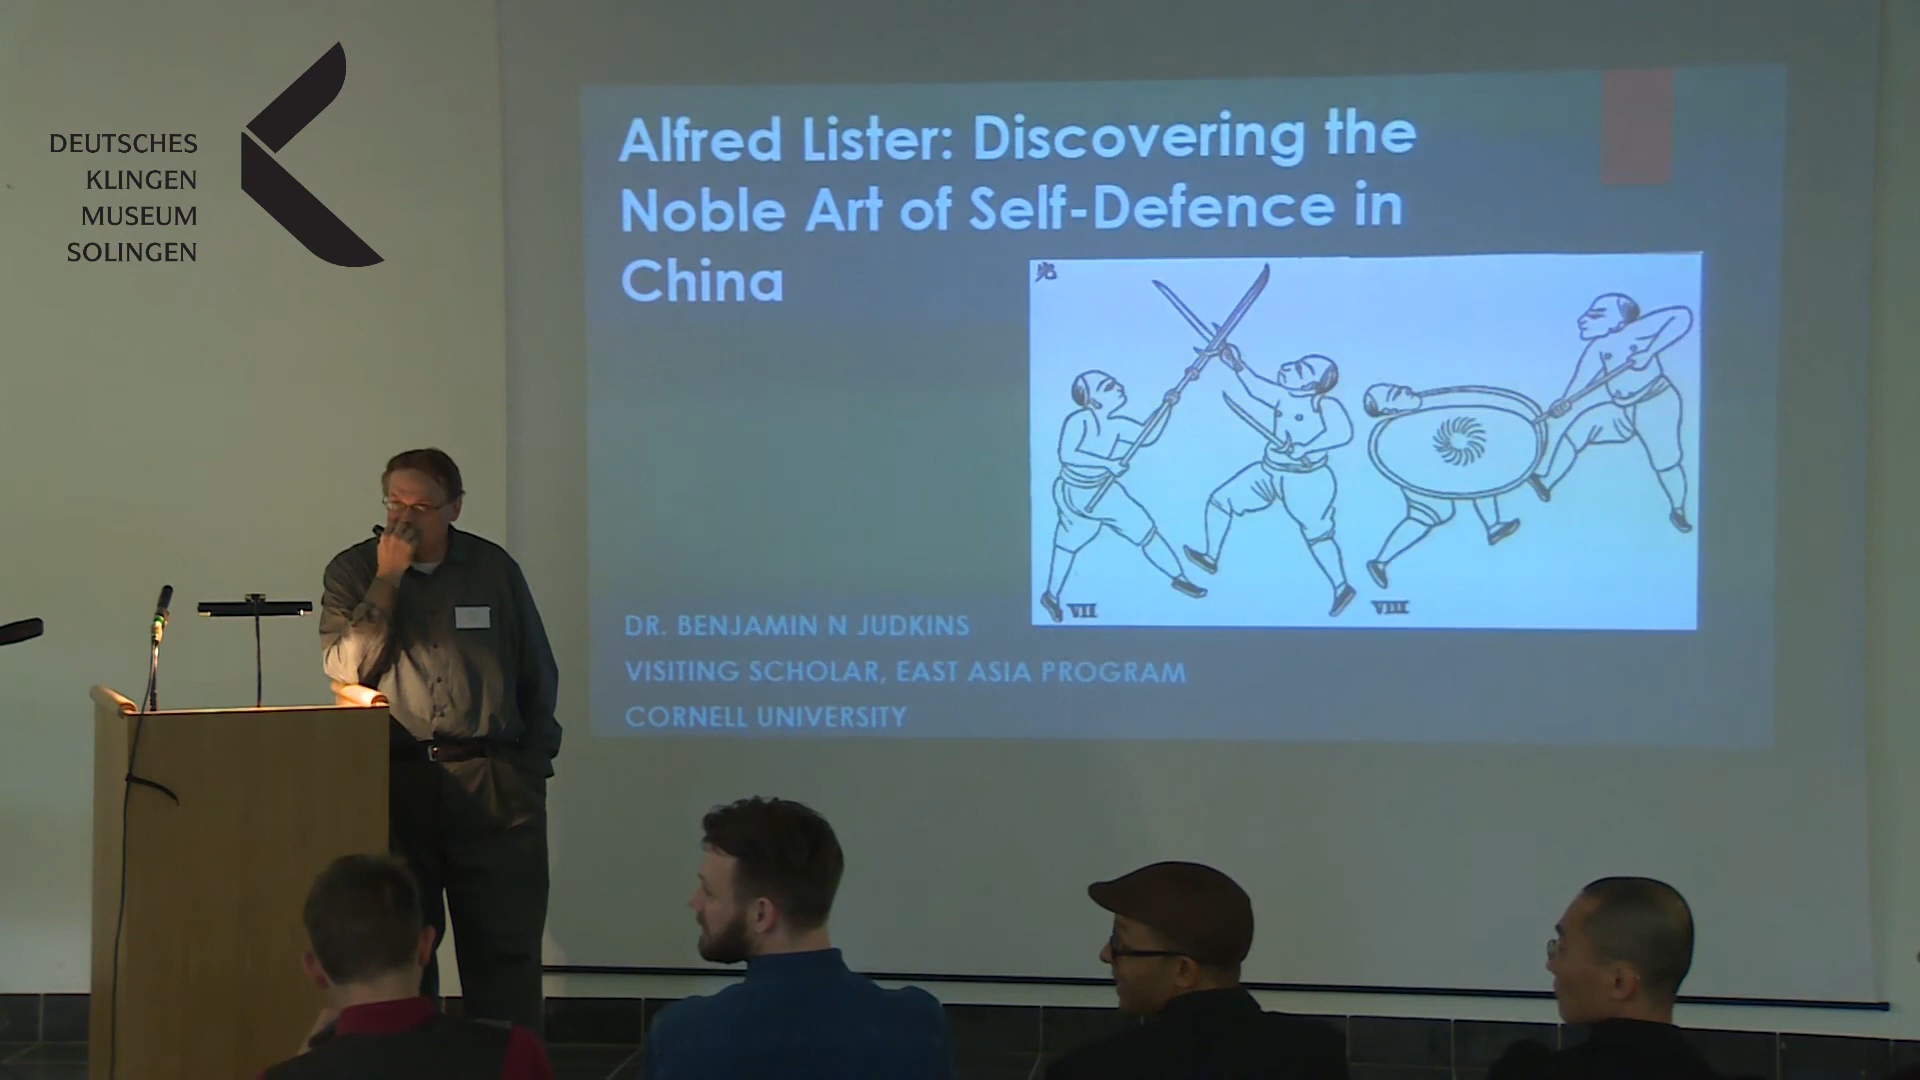 DEUTSCHES
KLINGEN
MUSEUM
SOLINGEN
Alfred Lister: Discovering the
Noble Art of Self-Defence in
China
VII
VIII
DR. BENJAMIN N JUDKINS
VISITING SCHOLAR, EAST ASIA PROGRAM
CORNELL UNIVERSITY